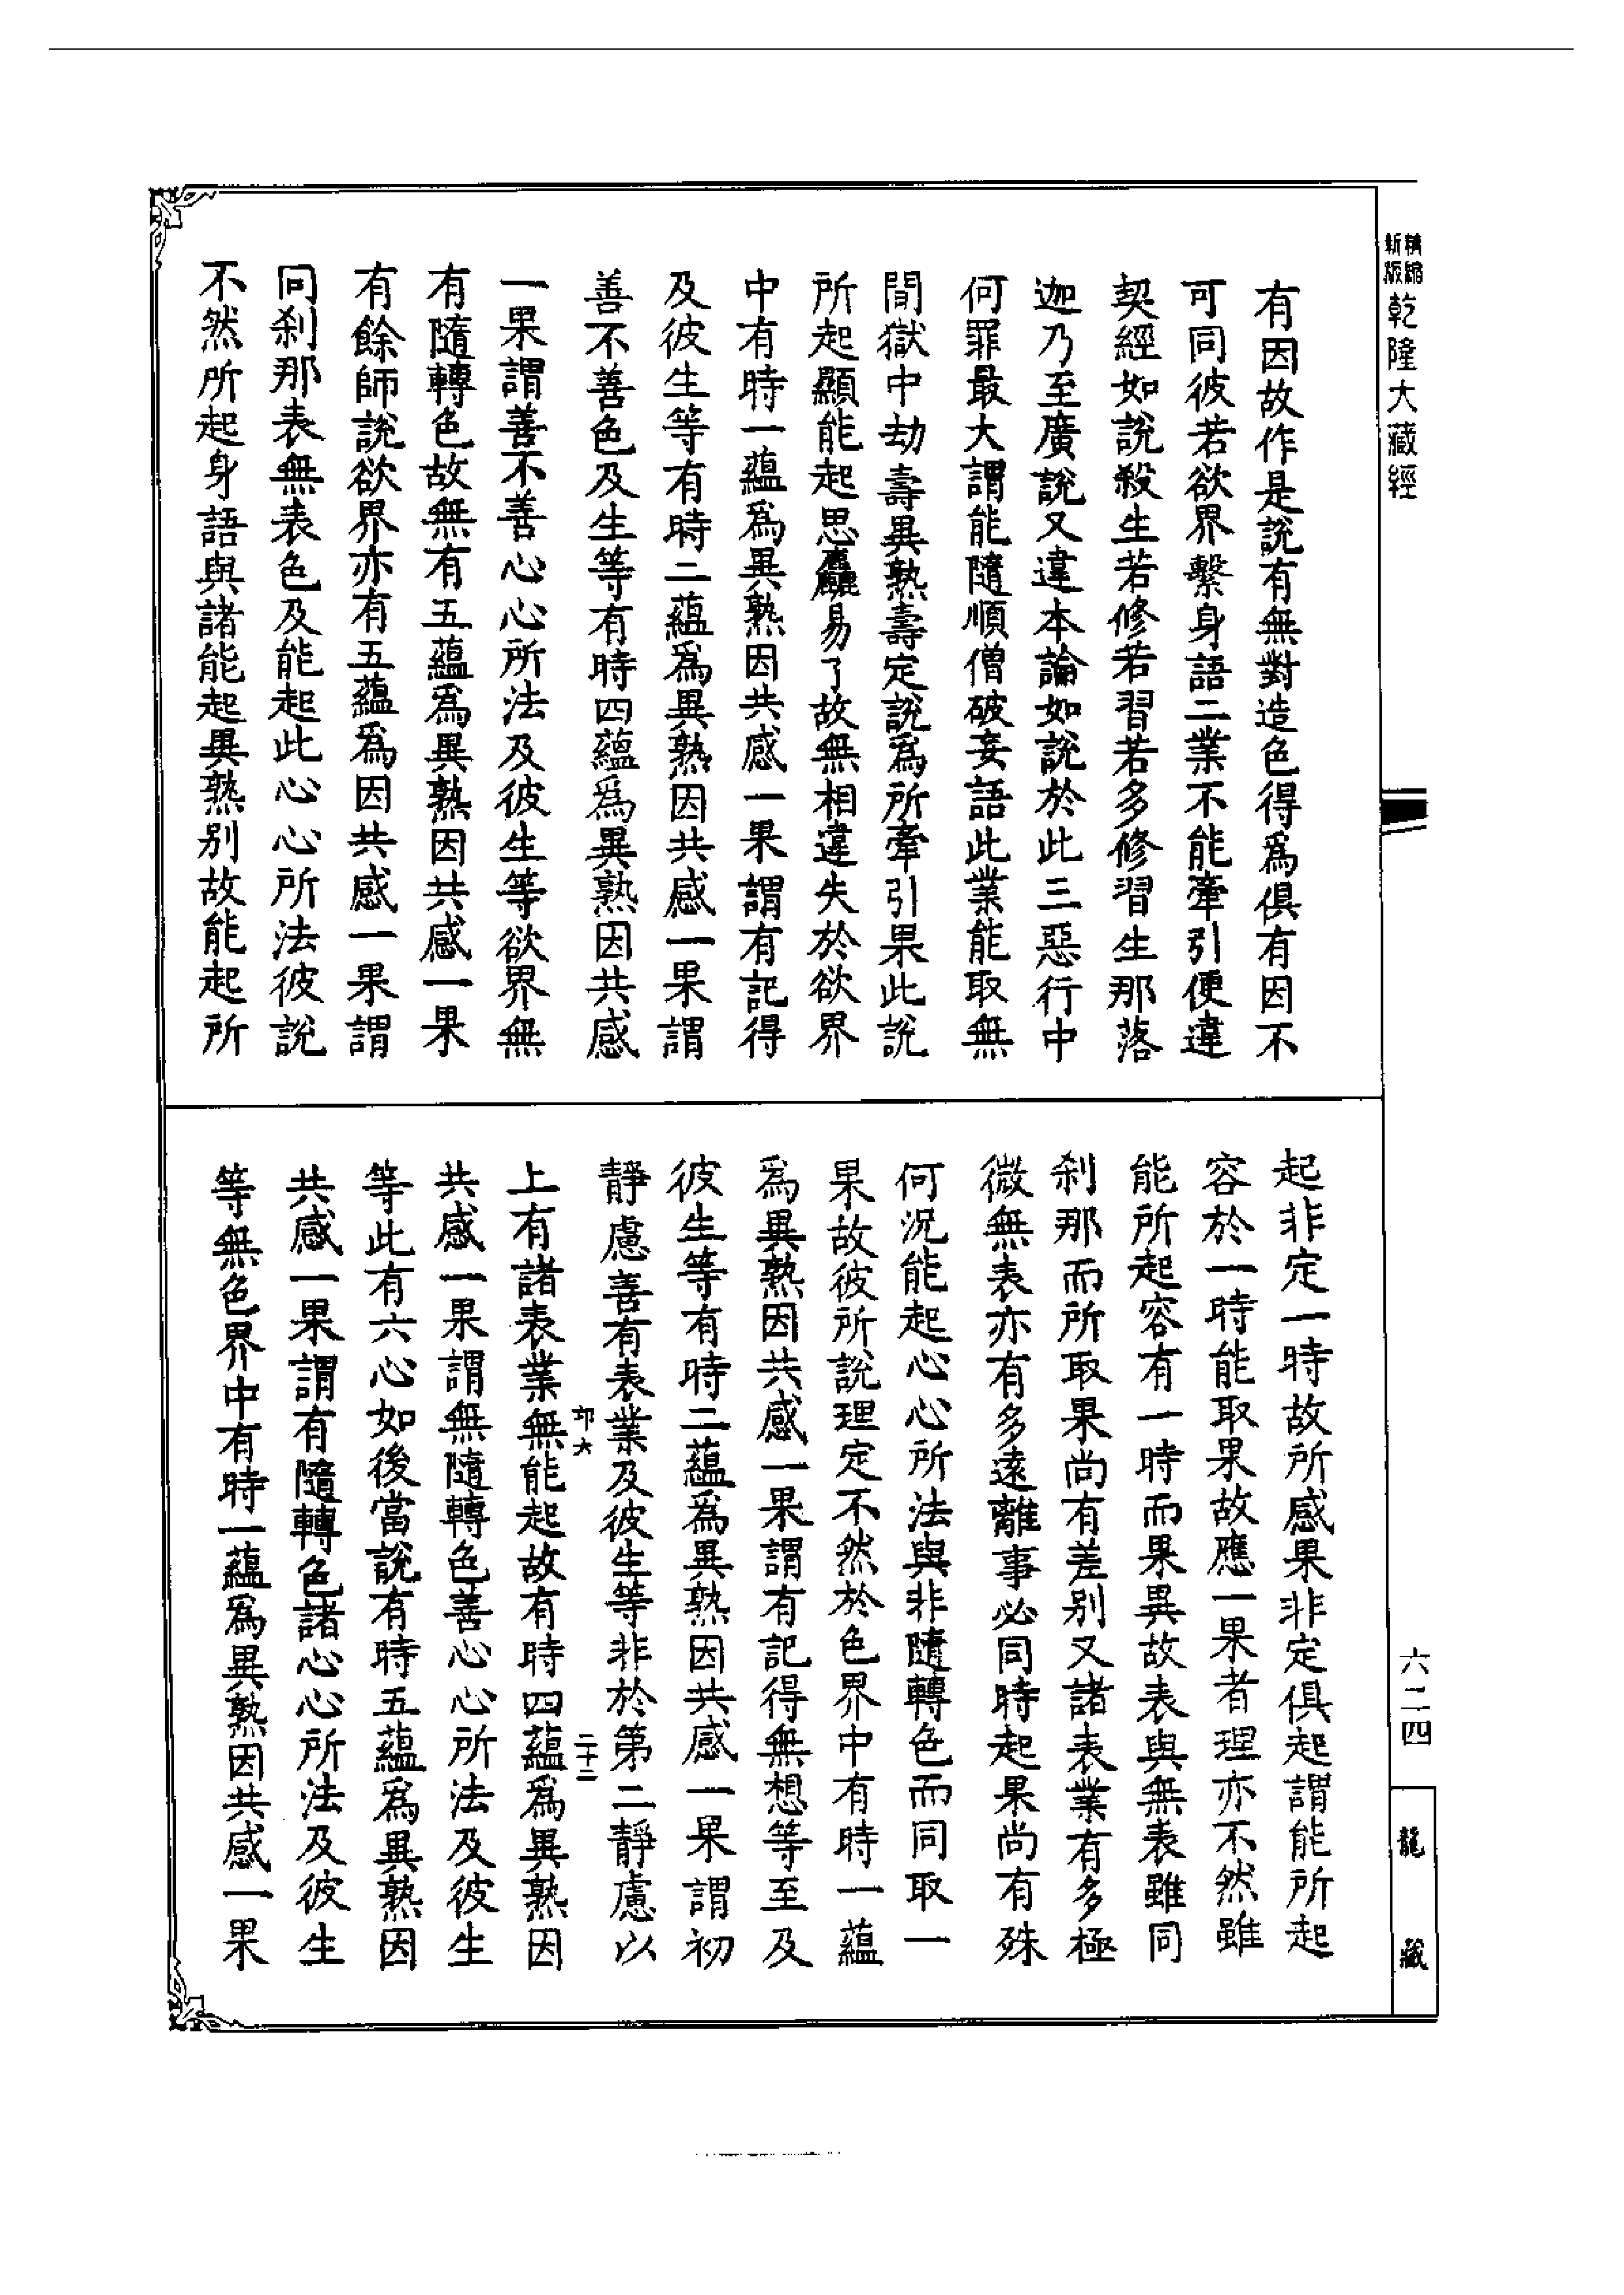 精縮新版
乾隆大藏經
有因故作是說有無對造色得爲俱有因不
可同彼若欲界繫身語二業不能牽引便違
契經如說殺生若修若習若多修習生那落
迦乃至廣說又違本論如說於此三惡行中
何罪最大謂能隨順僧破妄語此業能取無
間獄中劫壽異熟壽定說爲所牽引果此說
所起顯能起思麤易了故無相違失於欲界
中有時一蘊爲異熟因共感一果謂有記得
及彼生等有時二蘊爲異熟因共感一果謂
善不善色及生等有時四蘊爲異熟因共感
一果謂善不善心心所法及彼生等欲界無
有隨轉色故無有五蘊爲異熟因共感一果
有餘師說欲界亦有五蘊爲因共感一果謂
同刹那表無表色及能起此心心所法彼說
不然所起身語與諸能起異熟別故能起所
起非定一時故所感果非定俱起謂能所起
容於一時能取果故應一果者理亦不然雖
能所起容有一時而果異故表與無表雖同
刹那而所取果尚有差別又諸表業有多極
微無表亦有多遠離事必同時起果尚有殊
何況能起心心所法與非隨轉色而同取一
果故彼所說理定不然於色界中有時一蘊
爲異熟因共感一果謂有記得無想等至及
彼生等有時二蘊爲異熟因共感一果謂初
靜慮善有表業及彼生等非於第二靜慮以
二十二
上有諸表業無能起故有時四蘊爲異熟因
共感一果謂無隨轉色善心心所法及彼生
等此有六心如後當說有時五蘊爲異熟因
共感一果謂有隨轉色諸心心所法及彼生
等無色界中有時一蘊爲異熟因共感一果
六二四
龍藏